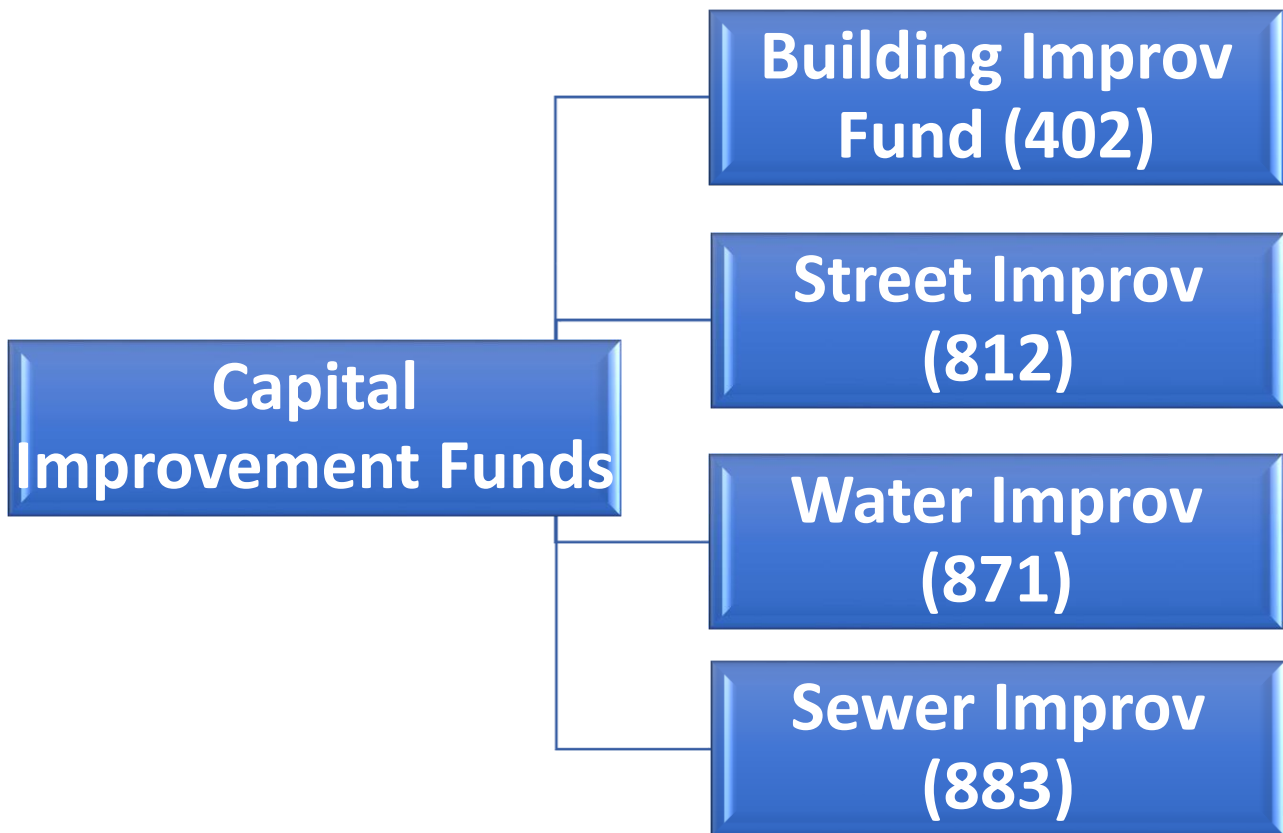 Building Improv
Fund (402)
Street Improv
(812)
Capital
Improvement Funds
Water Improv
(871)
Sewer Improv
(883)